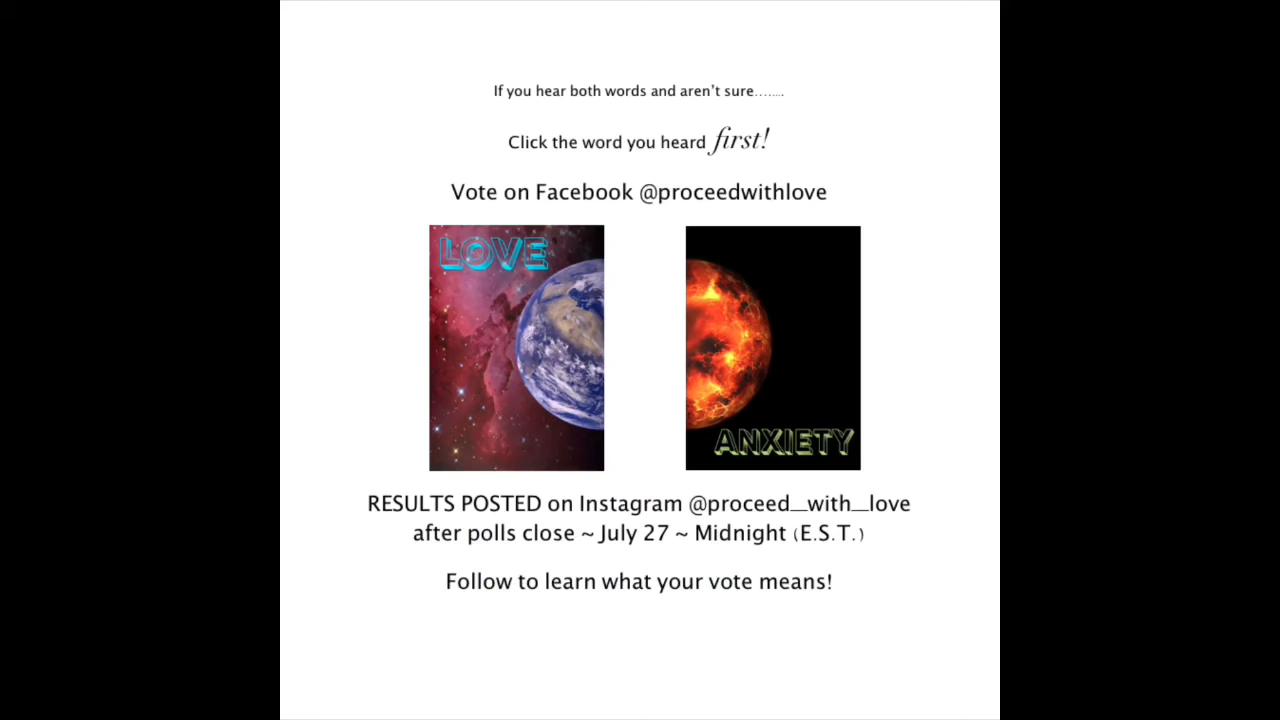 If you hear both words and aren't sure........
Click the word you heard first!
Vote on Facebook @proceedwithlove
LOVE
ANXIETY
RESULTS POSTED on Instagram @proceed_with_love
after polls close ~ July 27 ~ Midnight (E.S.T.)
Follow to learn what your vote means!